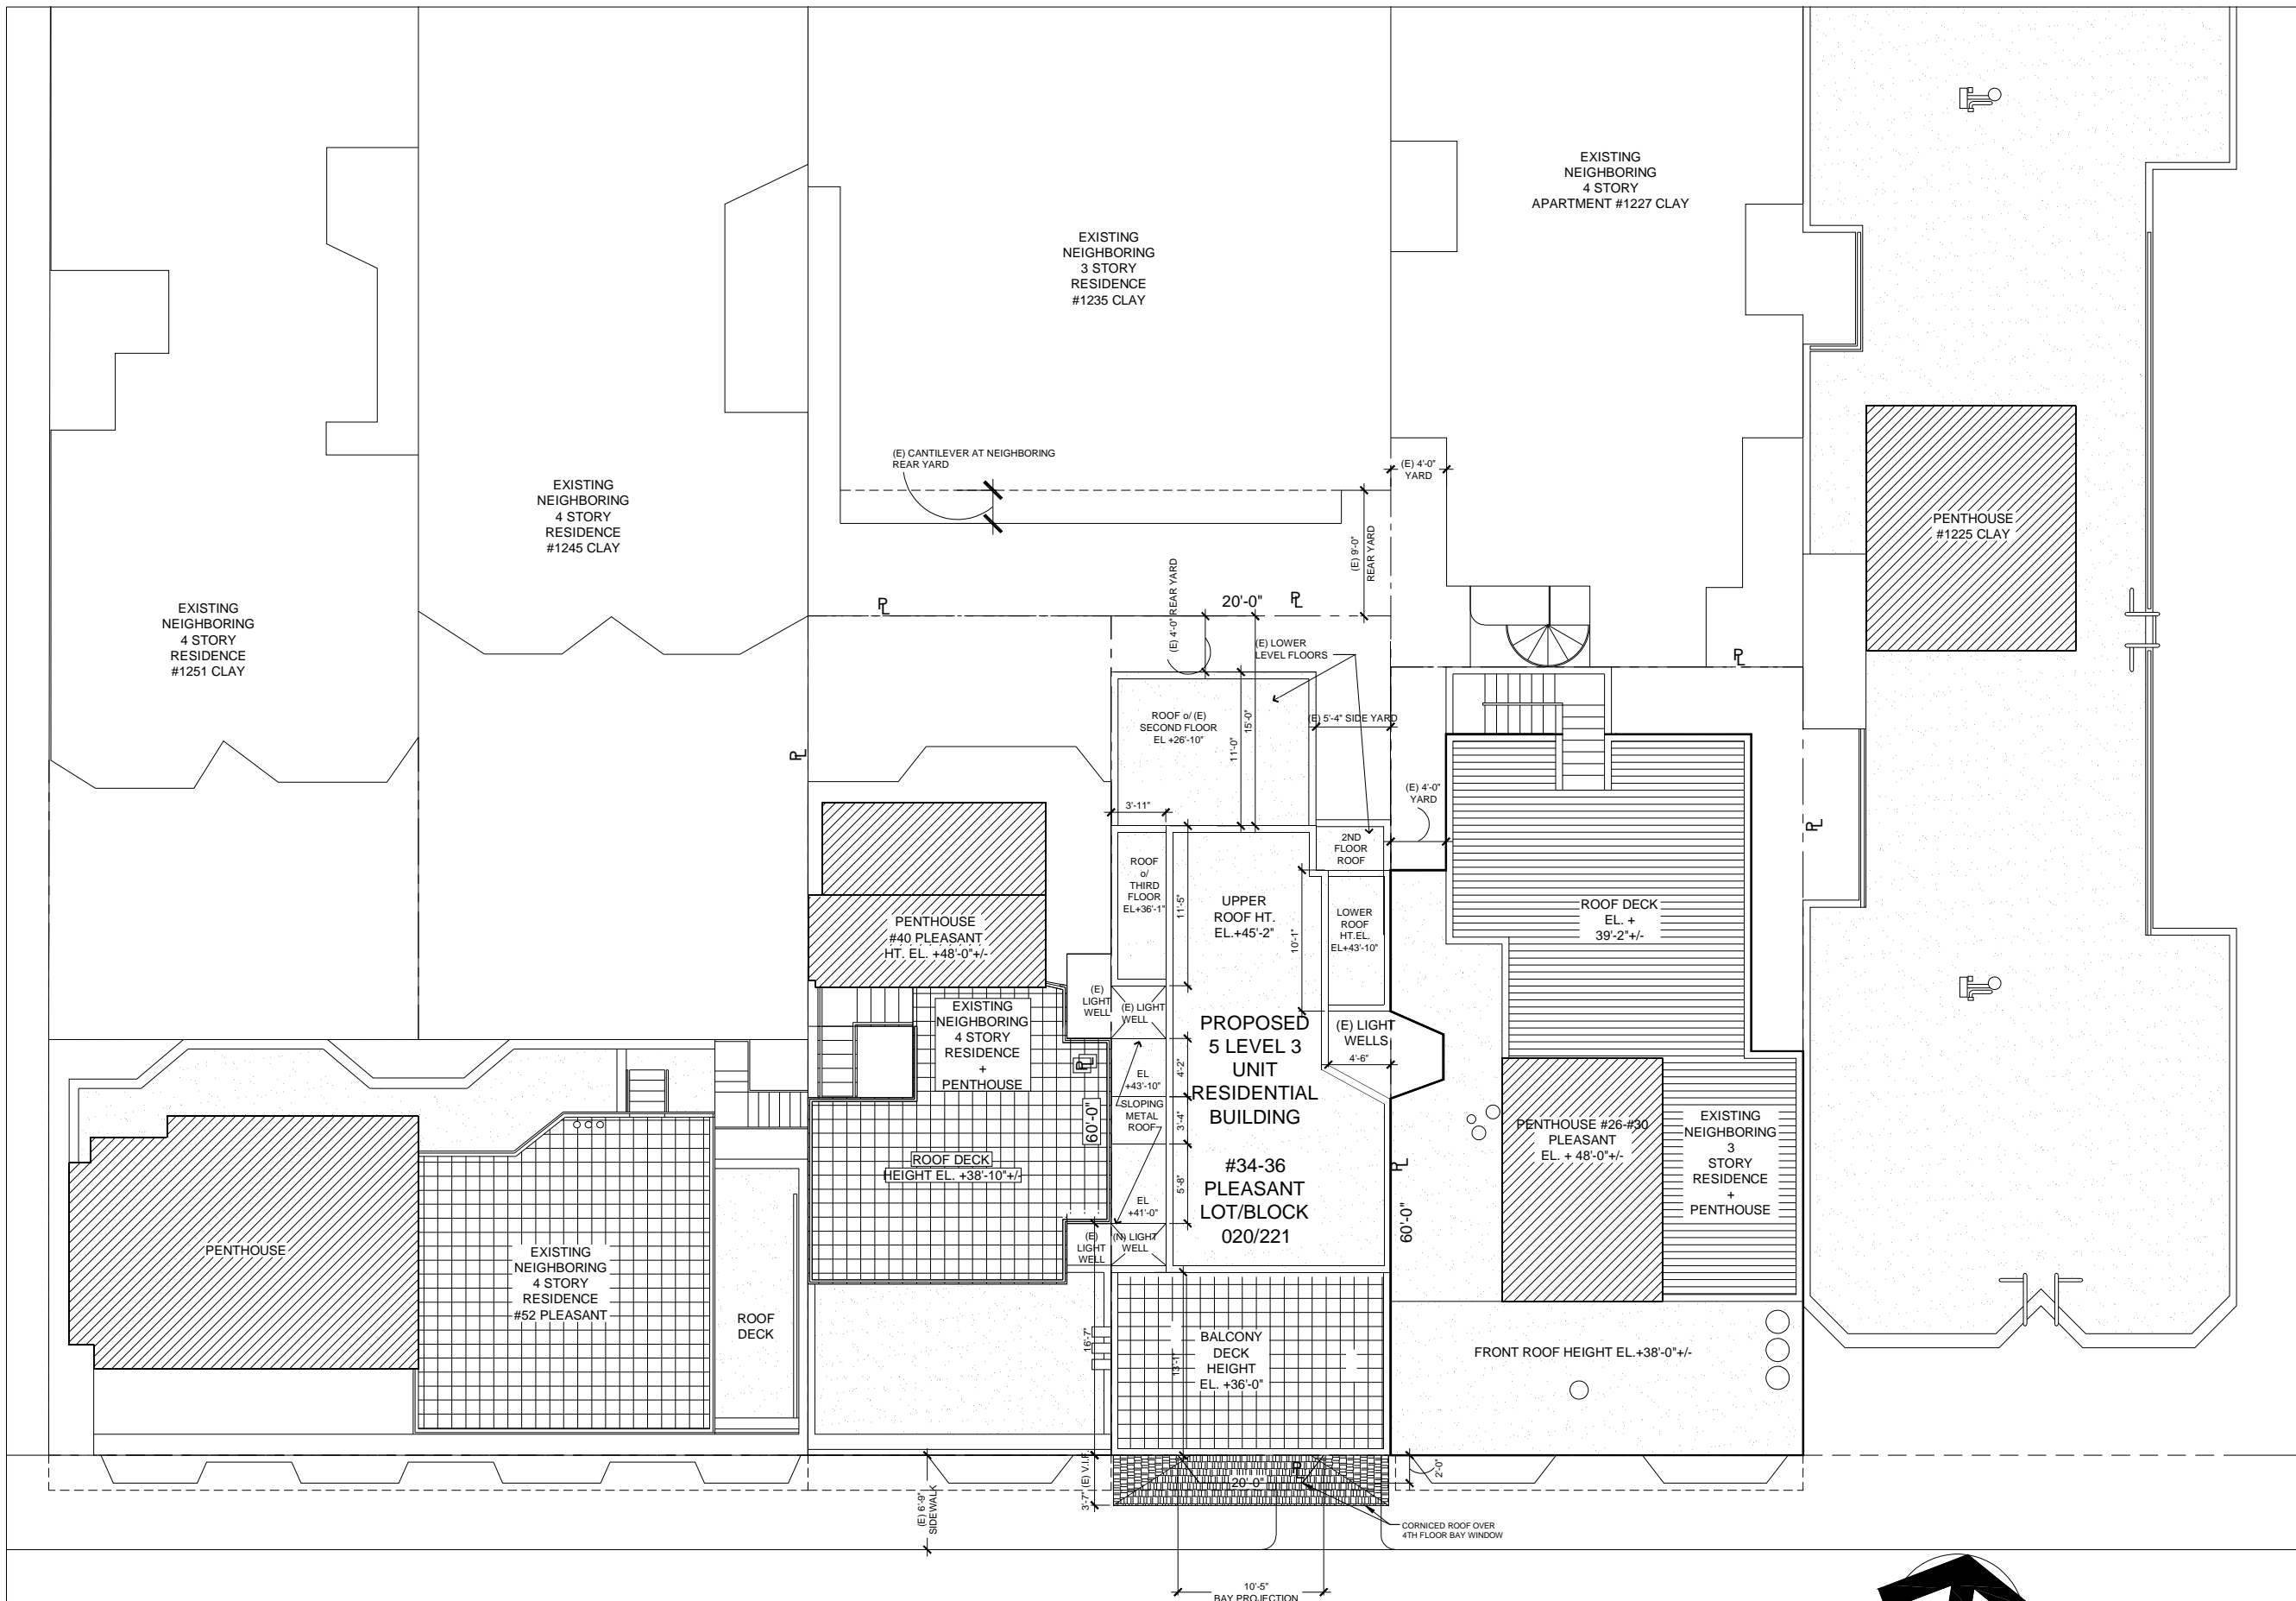 EXISTING
NEIGHBORING
4 STORY
APARTMENT #1227 CLAY
EXISTING
NEIGHBORING
3 STORY
RESIDENCE
#1235 CLAY
(E) CANTILEVER AT NEIGHBORING
REAR YARD
(E) 4'-0"
YARD
EXISTING
NEIGHBORING
4 STORY
RESIDENCE
#1245 CLAY
PENTHOUSE
#1225 CLAY
(E) 9'-0"
REAR YARD
EXISTING
NEIGHBORING
4 STORY
RESIDENCE
#1251 CLAY
PL
(E) 4'-0" REAR YARD
20'-0"
PL
(E) LOWER
LEVEL FLOORS
PL
ROOF o/ (E)
SECOND FLOOR
EL +26'-10"
11'-0"
15'-0"
(E) 5'-4" SIDE YARD
PL
3'-11"
(E) 4'-0"
YARD
PL
2ND
FLOOR
ROOF
ROOF
o/
THIRD
FLOOR
EL+36'-1"
11'-5"
UPPER
ROOF HT.
EL.+45'-2"
10'-1"
LOWER
ROOF
HT.EL.
EL+43'-10"
ROOF DECK
EL. +
39'-2"+/-
PENTHOUSE
#40 PLEASANT
HT. EL. +48'-0"+/-
(E)
LIGHT
WELL
(E) LIGHT
WELL
EXISTING
NEIGHBORING
4 STORY
RESIDENCE
+
PENTHOUSE
PL
60'-0"
PROPOSED
5 LEVEL 3
UNIT
RESIDENTIAL
BUILDING
#34-36
PLEASANT
LOT/BLOCK
020/221
(E) LIGHT
WELLS
4'-6"
EL
+43'-10"
4'-2"
SLOPING
METAL
ROOF
3'-4"
5'-8"
EL
+41'-0"
PENTHOUSE #26-#30
PLEASANT
EL. + 48'-0"+/-
EXISTING
NEIGHBORING
3
STORY
RESIDENCE
+
PENTHOUSE
ROOF DECK
HEIGHT EL. +38'-10"+/-
PL
60'-0"
(E)
LIGHT
WELL
(N) LIGHT
WELL
PENTHOUSE
EXISTING
NEIGHBORING
4 STORY
RESIDENCE
#52 PLEASANT
ROOF
DECK
16'-7"
13'-1"
BALCONY
DECK
HEIGHT
EL. +36'-0"
FRONT ROOF HEIGHT EL.+38'-0"+/-
(E) 6'-9"
SIDEWALK
3'-7" (E) V.I.F.
20'-0"
PL
2'-0"
CORNICED ROOF OVER
4TH FLOOR BAY WINDOW
10'-5"
BAY PROJECTION